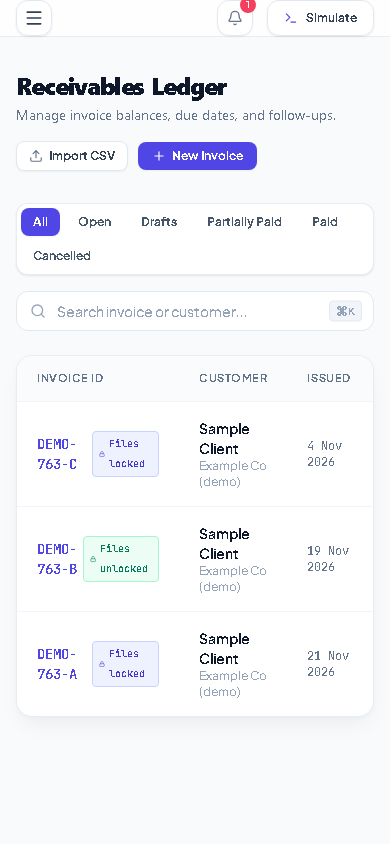 1
Simulate
Receivables Ledger
Manage invoice balances, due dates, and follow-ups.
Import CSV
New Invoice
All Open Drafts Partially Paid Paid
Cancelled
Search invoice or customer...
⌘K
INVOICE ID CUSTOMER ISSUED
DEMO-
763-C
Files
locked
Sample
Client
Example Co
(demo)
4 Nov
2026
DEMO-
763-B
Files
unlocked
Sample
Client
Example Co
(demo)
19 Nov
2026
DEMO-
763-A
Files
locked
Sample
Client
Example Co
(demo)
21 Nov
2026